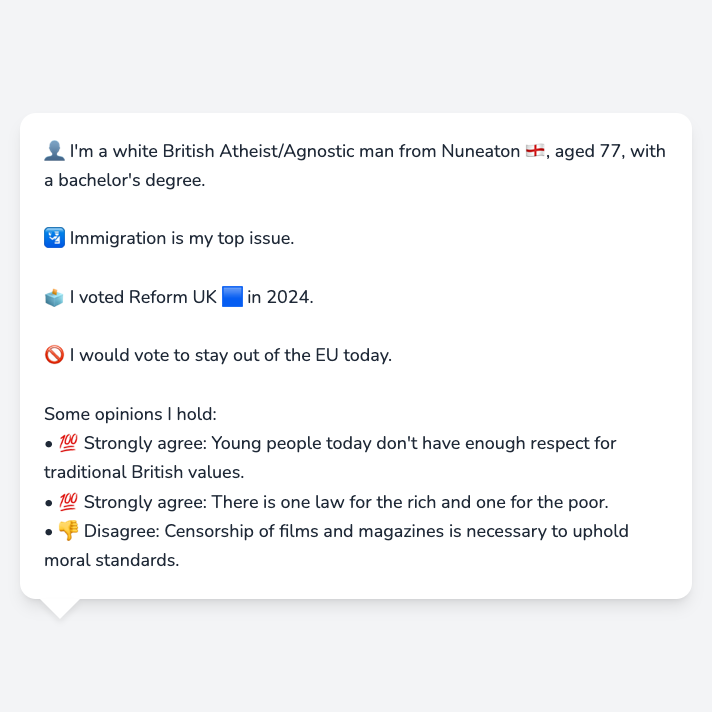 👤 I'm a white British Atheist/Agnostic man from Nuneaton 🏴󠁧󠁢󠁥󠁮󠁧󠁿, aged 77, with
a bachelor's degree.
🛂 Immigration is my top issue.
🗳️ I voted Reform UK 🟦 in 2024.
🚫 I would vote to stay out of the EU today.
Some opinions I hold:
• 💯 Strongly agree: Young people today don't have enough respect for
traditional British values.
• 💯 Strongly agree: There is one law for the rich and one for the poor.
• 👎 Disagree: Censorship of films and magazines is necessary to uphold
moral standards.